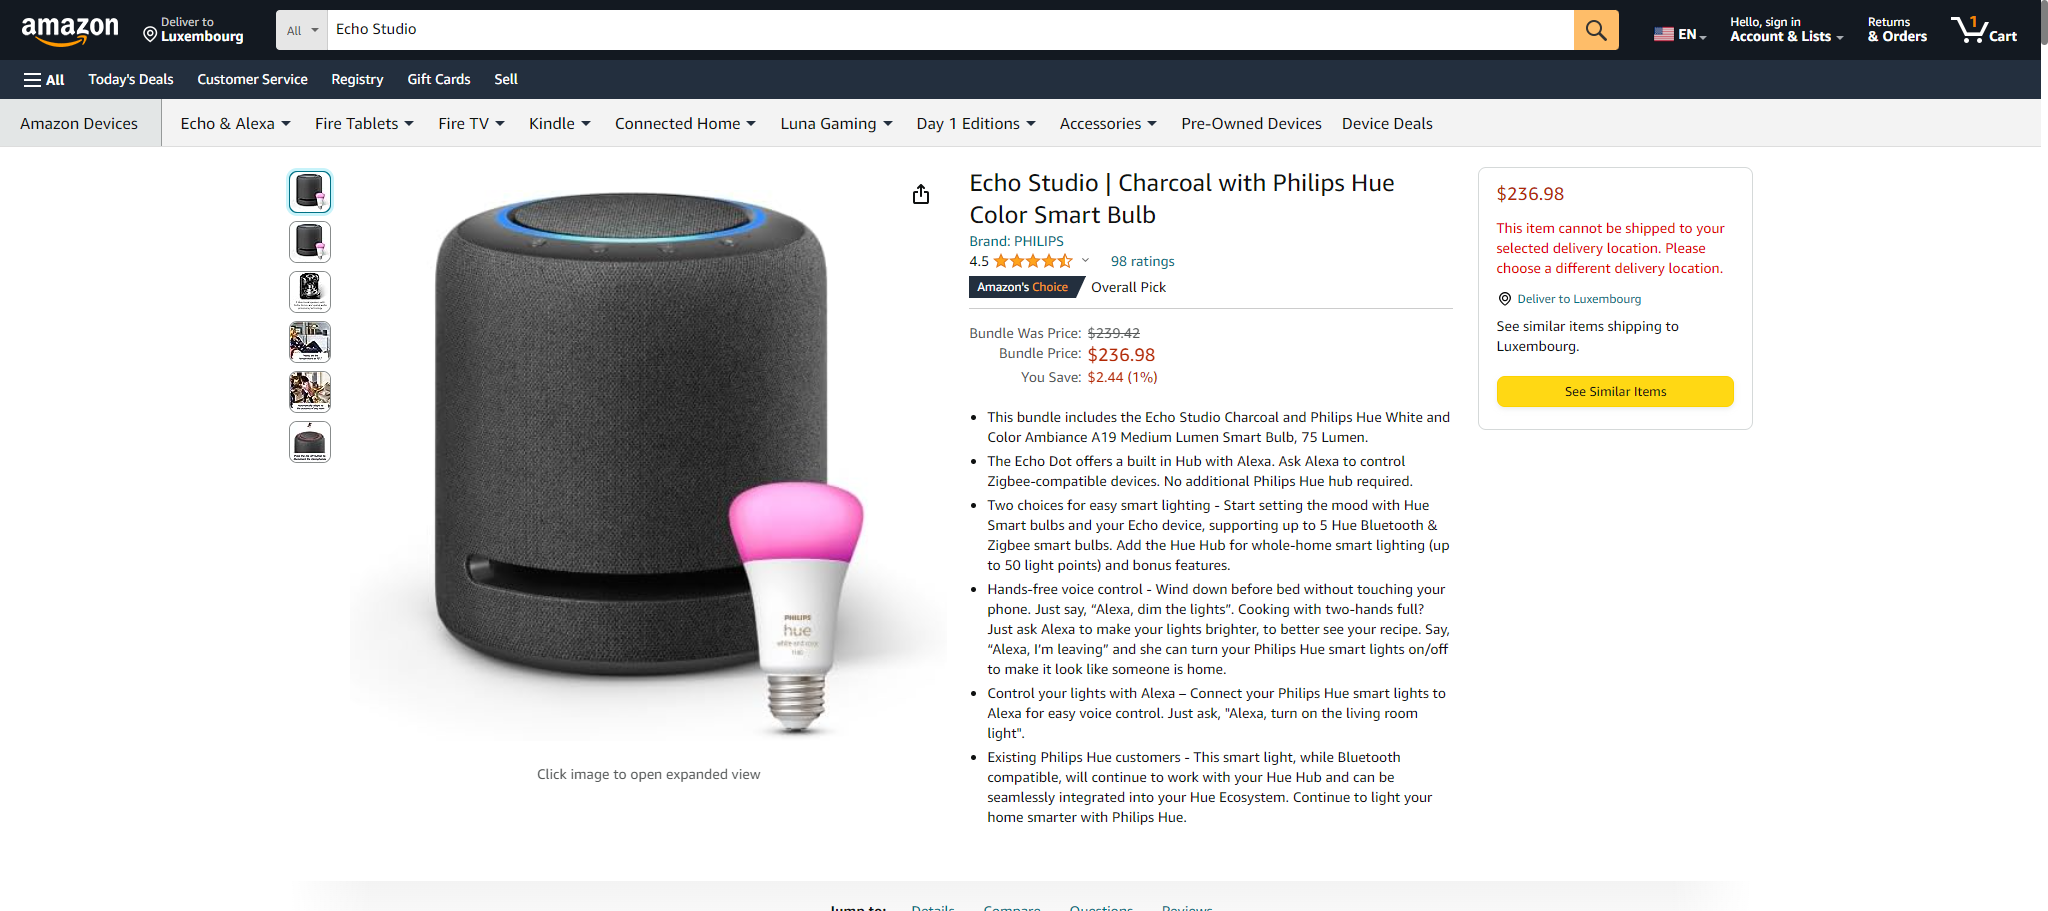 amazon
Deliver to
Luxembourg
All
Echo Studio
EN
Hello, sign in
Account & Lists
Returns
& Orders
1
Cart
All
Today's Deals
Customer Service
Registry
Gift Cards
Sell
Amazon Devices
Echo & Alexa
Fire Tablets
Fire TV
Kindle
Connected Home
Luna Gaming
Day 1 Editions
Accessories
Pre-Owned Devices
Device Deals
PHILIPS
hue
Click image to open expanded view
Echo Studio | Charcoal with Philips Hue
Color Smart Bulb
Brand: PHILIPS
4.5
98 ratings
Amazon's Choice
Overall Pick
Bundle Was Price: $239.42
Bundle Price: $236.98
You Save: $2.44 (1%)
This bundle includes the Echo Studio Charcoal and Philips Hue White and
Color Ambiance A19 Medium Lumen Smart Bulb, 75 Lumen.
The Echo Dot offers a built in Hub with Alexa. Ask Alexa to control
Zigbee-compatible devices. No additional Philips Hue hub required.
Two choices for easy smart lighting - Start setting the mood with Hue
Smart bulbs and your Echo device, supporting up to 5 Hue Bluetooth &
Zigbee smart bulbs. Add the Hue Hub for whole-home smart lighting (up
to 50 light points) and bonus features.
Hands-free voice control - Wind down before bed without touching your
phone. Just say, “Alexa, dim the lights”. Cooking with two-hands full?
Just ask Alexa to make your lights brighter, to better see your recipe. Say,
“Alexa, I’m leaving” and she can turn your Philips Hue smart lights on/off
to make it look like someone is home.
Control your lights with Alexa – Connect your Philips Hue smart lights to
Alexa for easy voice control. Just ask, "Alexa, turn on the living room
light".
Existing Philips Hue customers - This smart light, while Bluetooth
compatible, will continue to work with your Hue Hub and can be
seamlessly integrated into your Hue Ecosystem. Continue to light your
home smarter with Philips Hue.
$236.98
This item cannot be shipped to your
selected delivery location. Please
choose a different delivery location.
Deliver to Luxembourg
See similar items shipping to
Luxembourg.
See Similar Items
Jump to:
Details
Compare
Questions
Reviews